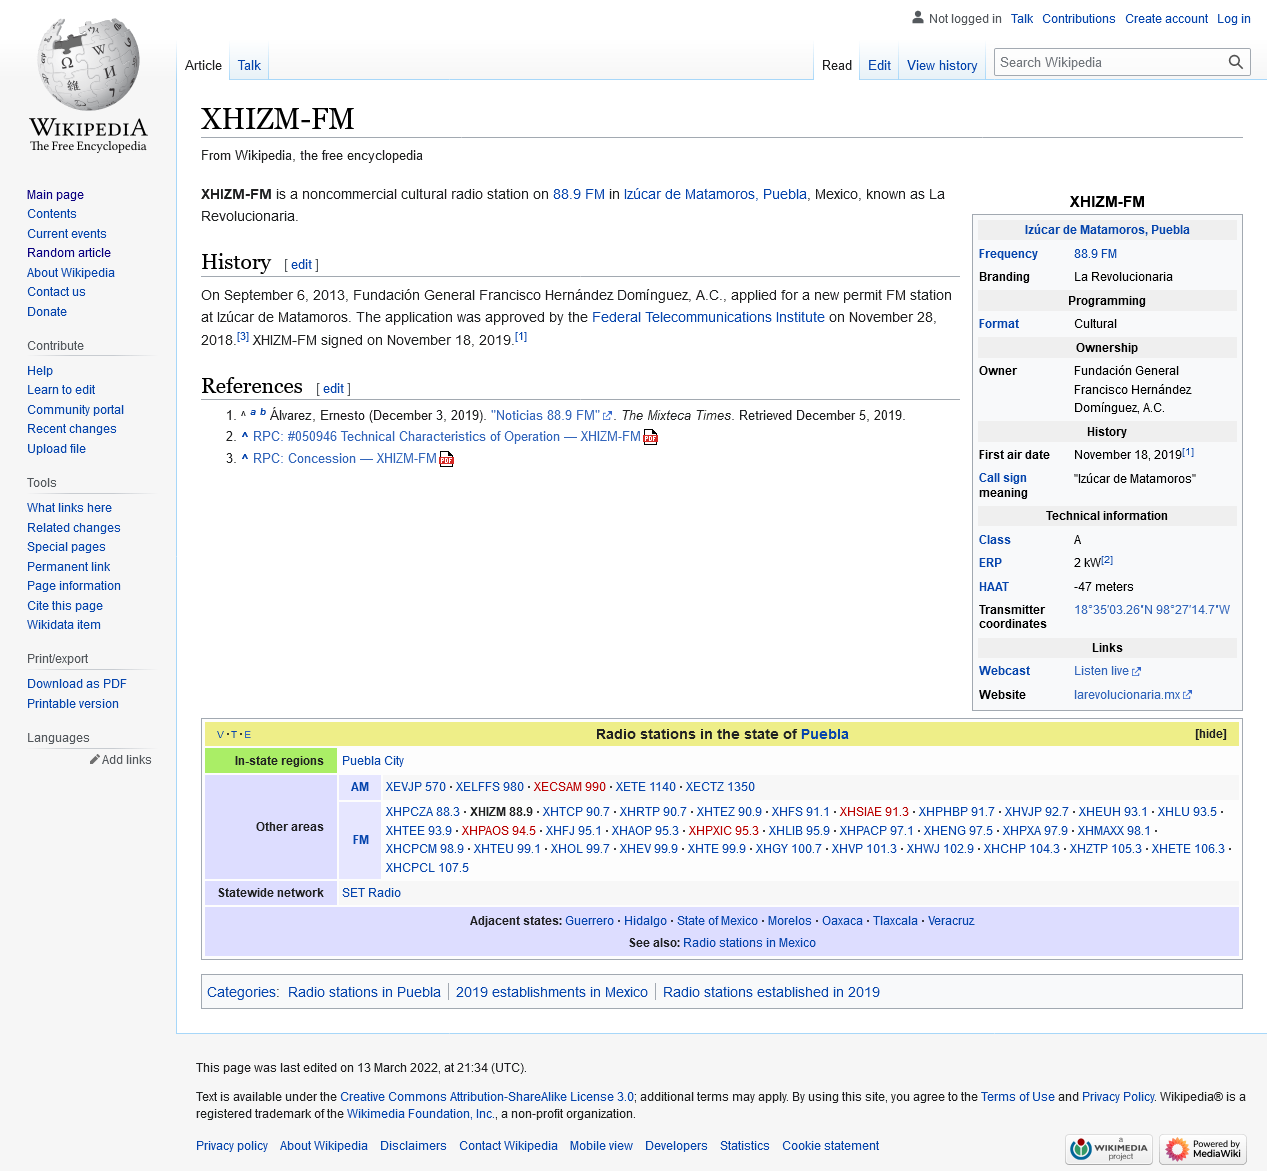 Not logged in Talk Contributions Create account Log in
Article Talk Read Edit View history Search Wikipedia
WIKIPEDIA
The Free Encyclopedia
Main page
Contents
Current events
Random article
About Wikipedia
Contact us
Donate
Contribute
Help
Learn to edit
Community portal
Recent changes
Upload file
Tools
What links here
Related changes
Special pages
Permanent link
Page information
Cite this page
Wikidata item
Print/export
Download as PDF
Printable version
Languages
Add links
XHIZM-FM
From Wikipedia, the free encyclopedia
XHIZM-FM is a noncommercial cultural radio station on 88.9 FM in Izúcar de Matamoros, Puebla, Mexico, known as La
Revolucionaria.
History [ edit ]
On September 6, 2013, Fundación General Francisco Hernández Domínguez, A.C., applied for a new permit FM station
at Izúcar de Matamoros. The application was approved by the Federal Telecommunications Institute on November 28,
2018.[3] XHIZM-FM signed on November 18, 2019.[1]
References [ edit ]
1. ^ a b Álvarez, Ernesto (December 3, 2019). "Noticias 88.9 FM". The Mixteca Times. Retrieved December 5, 2019.
2. ^ RPC: #050946 Technical Characteristics of Operation — XHIZM-FM
3. ^ RPC: Concession — XHIZM-FM
XHIZM-FM
Izúcar de Matamoros, Puebla
Frequency 88.9 FM
Branding La Revolucionaria
Programming
Format Cultural
Ownership
Owner Fundación General
Francisco Hernández
Domínguez, A.C.
History
First air date November 18, 2019[1]
Call sign "Izúcar de Matamoros"
meaning
Technical information
Class A
ERP 2 kW[2]
HAAT -47 meters
Transmitter 18°35′03.26″N 98°27′14.7″W
coordinates
Links
Webcast Listen live
Website larevolucionaria.mx
V · T · E Radio stations in the state of Puebla [hide]
In-state regions Puebla City
Other areas
AM XEVJP 570 · XELFFS 980 · XECSAM 990 · XETE 1140 · XECTZ 1350
FM
XHPCZA 88.3 · XHIZM 88.9 · XHTCP 90.7 · XHRTP 90.7 · XHTEZ 90.9 · XHFS 91.1 · XHSIAE 91.3 · XHPHBP 91.7 · XHVJP 92.7 · XHEUH 93.1 · XHLU 93.5 ·
XHTEE 93.9 · XHPAOS 94.5 · XHFJ 95.1 · XHAOP 95.3 · XHPXIC 95.3 · XHLIB 95.9 · XHPACP 97.1 · XHENG 97.5 · XHPXA 97.9 · XHMAXX 98.1 ·
XHCPCM 98.9 · XHTEU 99.1 · XHOL 99.7 · XHEV 99.9 · XHTE 99.9 · XHGY 100.7 · XHVP 101.3 · XHWJ 102.9 · XHCHP 104.3 · XHZTP 105.3 · XHETE 106.3 ·
XHCPCL 107.5
Statewide network SET Radio
Adjacent states: Guerrero · Hidalgo · State of Mexico · Morelos · Oaxaca · Tlaxcala · Veracruz
See also: Radio stations in Mexico
Categories: Radio stations in Puebla | 2019 establishments in Mexico | Radio stations established in 2019
This page was last edited on 13 March 2022, at 21:34 (UTC).
Text is available under the Creative Commons Attribution-ShareAlike License 3.0; additional terms may apply. By using this site, you agree to the Terms of Use and Privacy Policy. Wikipedia® is a
registered trademark of the Wikimedia Foundation, Inc., a non-profit organization.
Privacy policy About Wikipedia Disclaimers Contact Wikipedia Mobile view Developers Statistics Cookie statement
a WIKIMEDIA project
Powered by MediaWiki